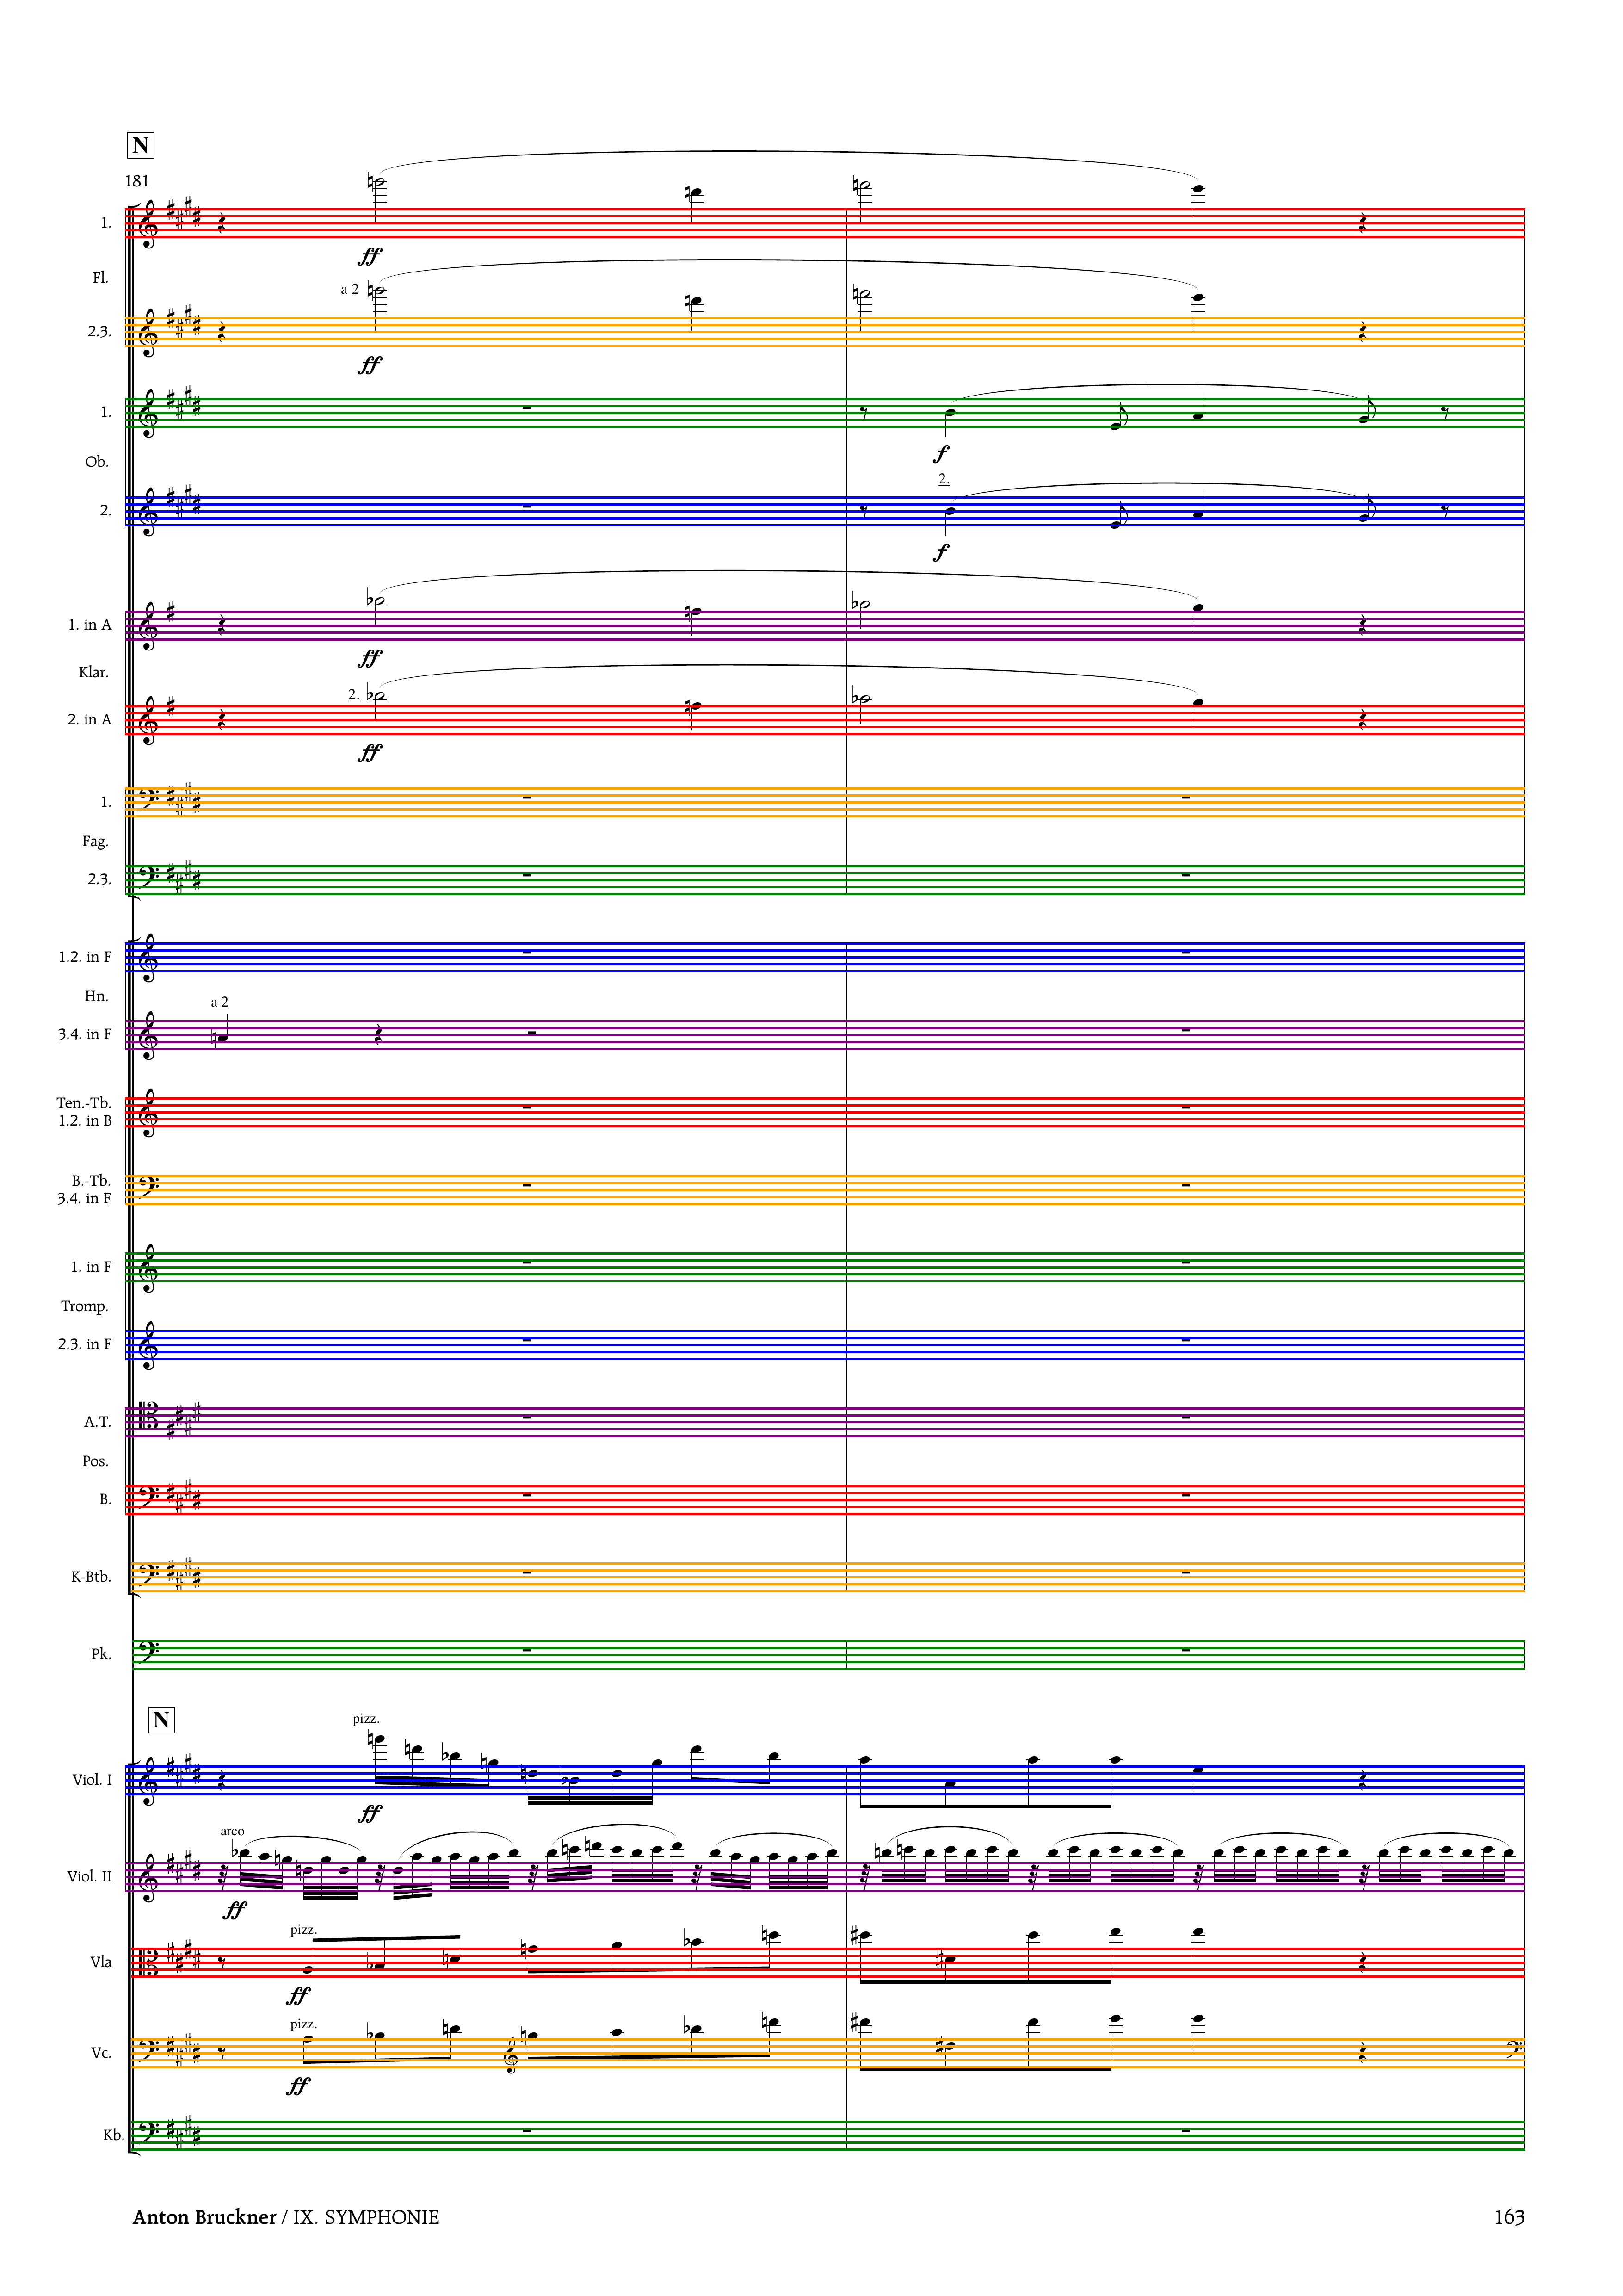 N
181
1.
ff
Fl.
a 2
2.3.
ff
1.
f
Ob.
2.
2.
f
1. in A
ff
Klar.
2.
2. in A
ff
1.
Fag.
2.3.
1.2. in F
Hn.
a 2
3.4. in F
Ten.-Tb.
1.2. in B
B.-Tb.
3.4. in F
1. in F
Tromp.
2.3. in F
A.T.
Pos.
B.
K-Btb.
Pk.
N
pizz.
Viol. I
ff
arco
Viol. II
ff
pizz.
Vla
ff
pizz.
Vc.
ff
Kb.
Anton Bruckner / IX. SYMPHONIE 163